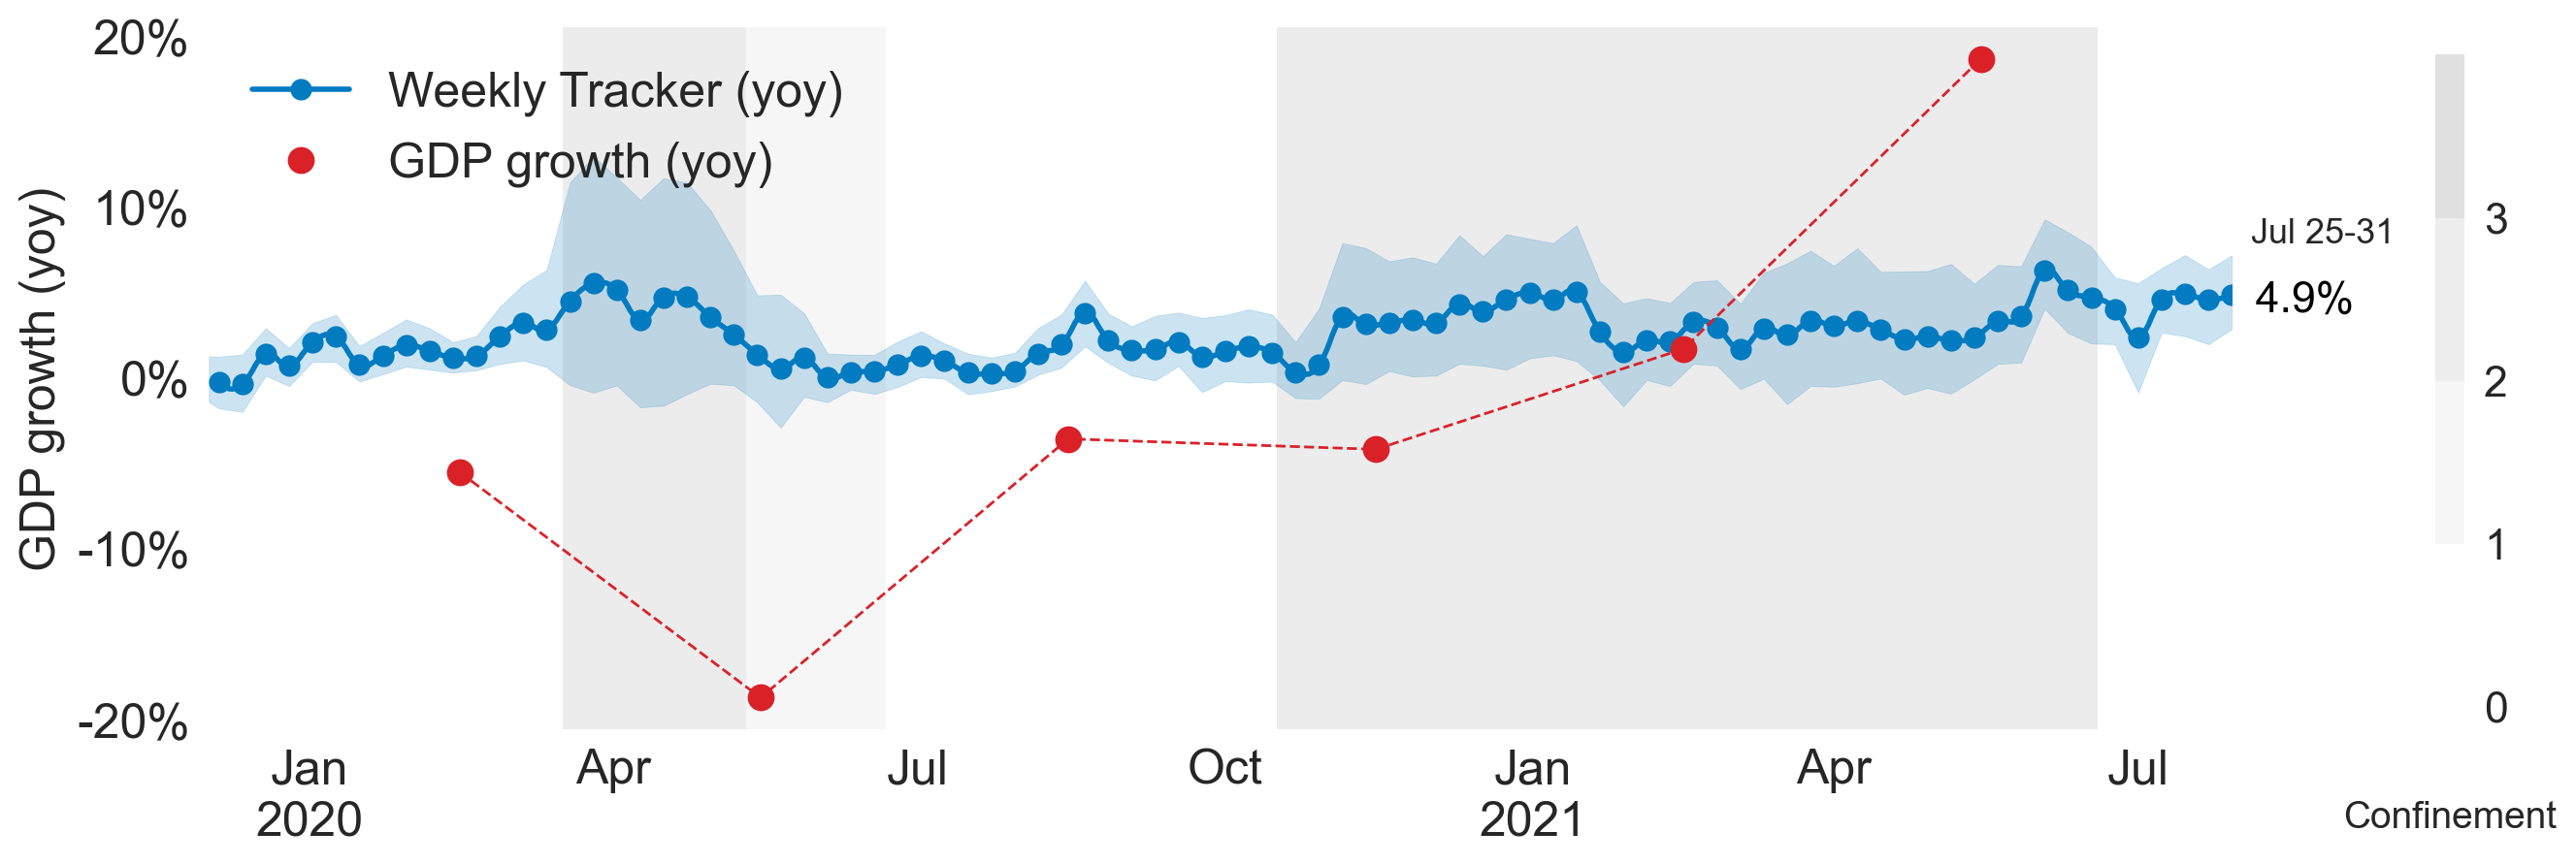 20%
10%
0%
-10%
-20%
GDP growth (yoy)
Weekly Tracker (yoy)
GDP growth (yoy)
Jul 25-31
4.9%
3
2
1
0
Jan
2020
Apr
Jul
Oct
Jan
2021
Apr
Jul
Confinement